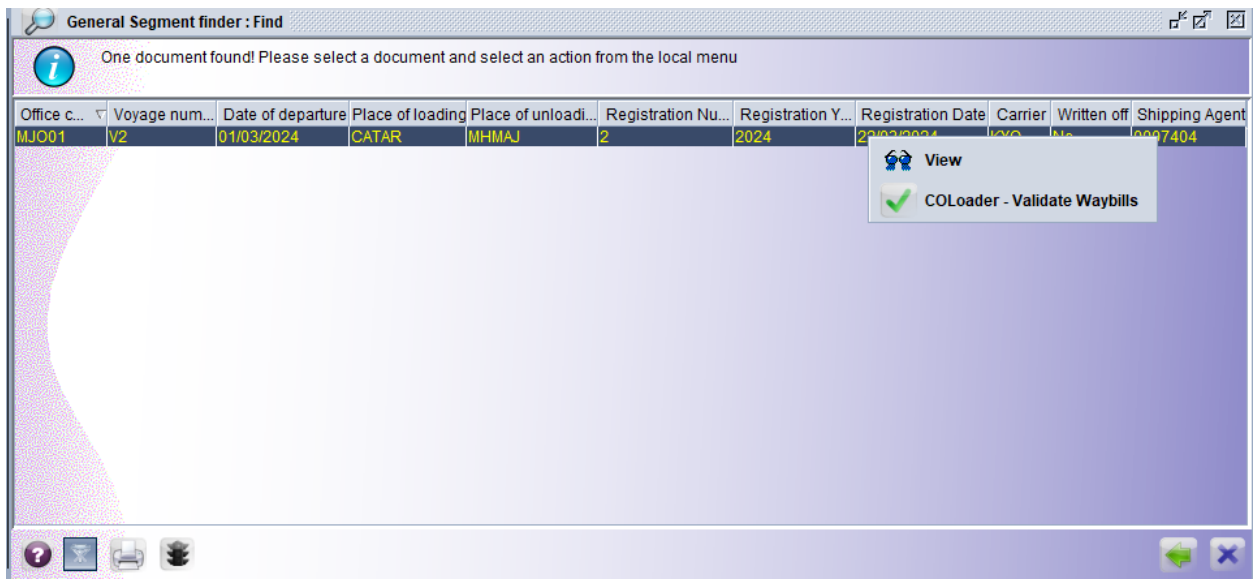 General Segment finder : Find
One document found! Please select a document and select an action from the local menu
Office c... Voyage num... Date of departure Place of loading Place of unloadi... Registration Nu... Registration Y... Registration Date Carrier Written off Shipping Agent
MJO01 V2 01/03/2024 CATAR MHMAJ 2 2024 No 0007404
View
COLoader - Validate Waybills